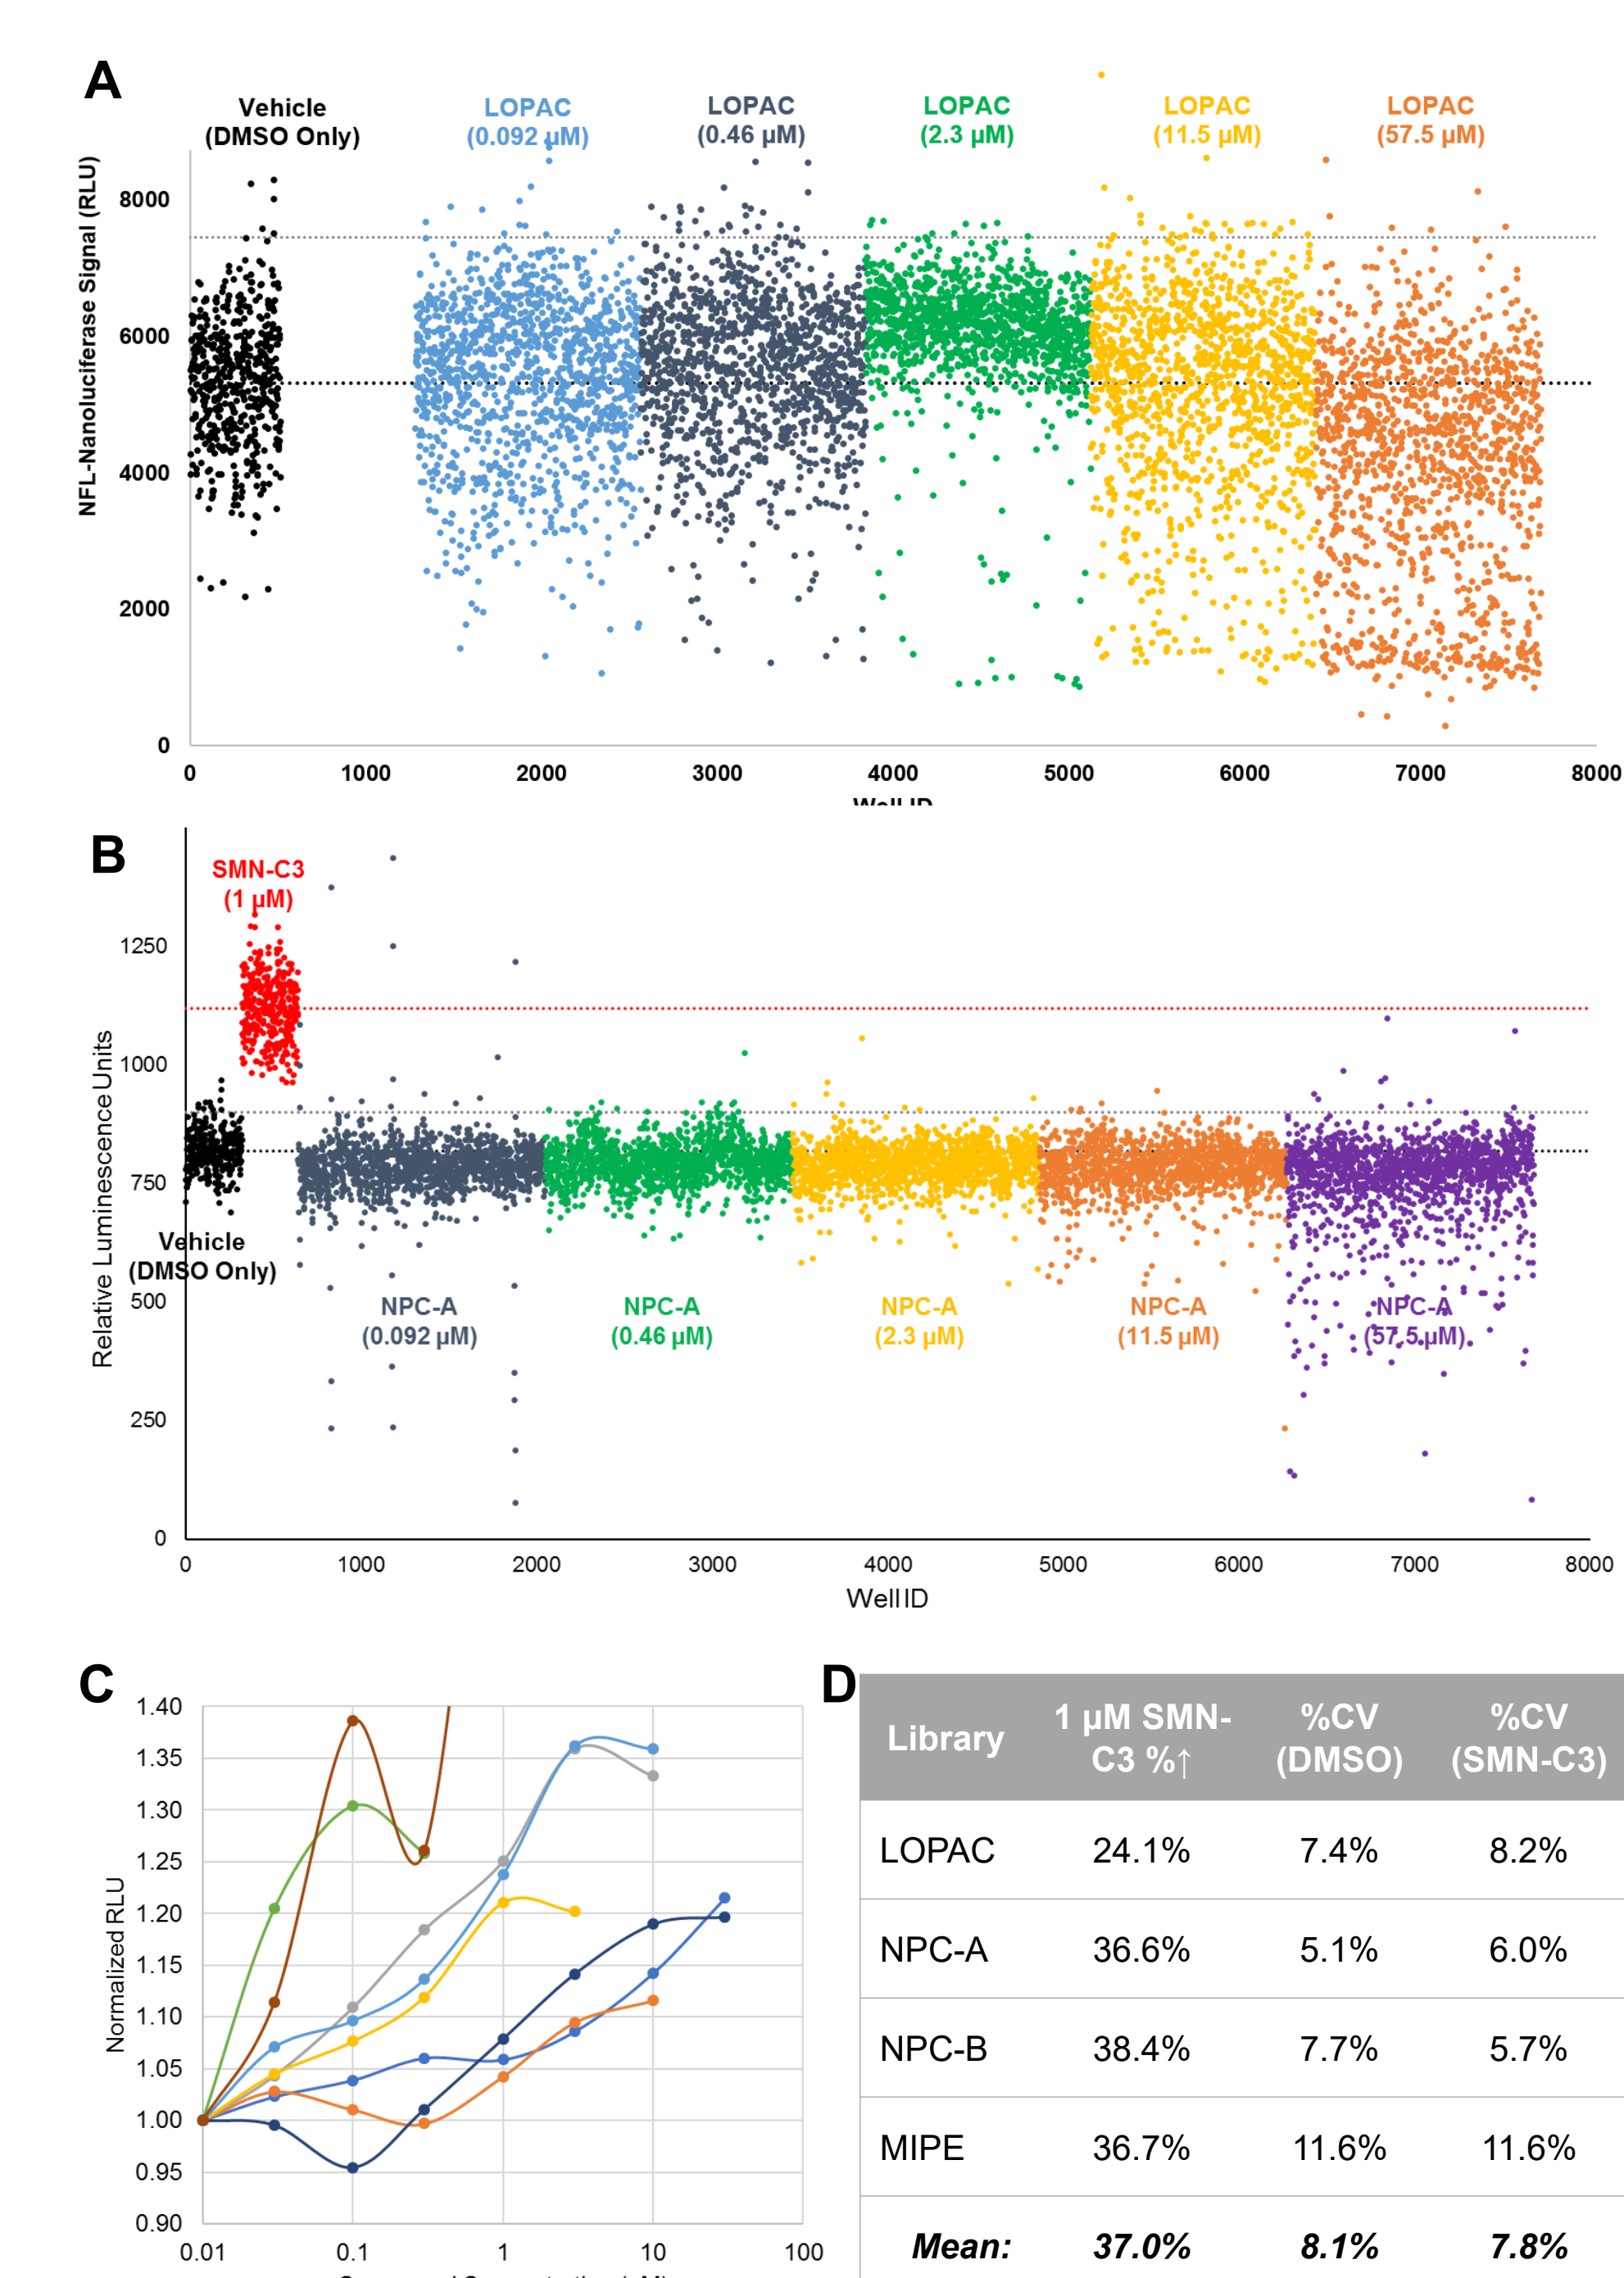 A
Vehicle
(DMSO Only)
LOPAC
(0.092 µM)
LOPAC
(0.46 µM)
LOPAC
(2.3 µM)
LOPAC
(11.5 µM)
LOPAC
(57.5 µM)
NFL-Nanoluciferase Signal (RLU)
8000
6000
4000
2000
0
0 1000 2000 3000 4000 5000 6000 7000 8000
Well ID
B
SMN-C3
(1 µM)
Relative Luminescence Units
1250
1000
750
500
250
0
Vehicle
(DMSO Only)
NPC-A
(0.092 µM)
NPC-A
(0.46 µM)
NPC-A
(2.3 µM)
NPC-A
(11.5 µM)
NPC-A
(57.5 µM)
0 1000 2000 3000 4000 5000 6000 7000 8000
Well ID
C
Normalized RLU
1.40
1.35
1.30
1.25
1.20
1.15
1.10
1.05
1.00
0.95
0.90
0.01 0.1 1 10 100
D
Library 1 µM SMN-C3 %↑ %CV (DMSO) %CV (SMN-C3)
LOPAC 24.1% 7.4% 8.2%
NPC-A 36.6% 5.1% 6.0%
NPC-B 38.4% 7.7% 5.7%
MIPE 36.7% 11.6% 11.6%
Mean: 37.0% 8.1% 7.8%